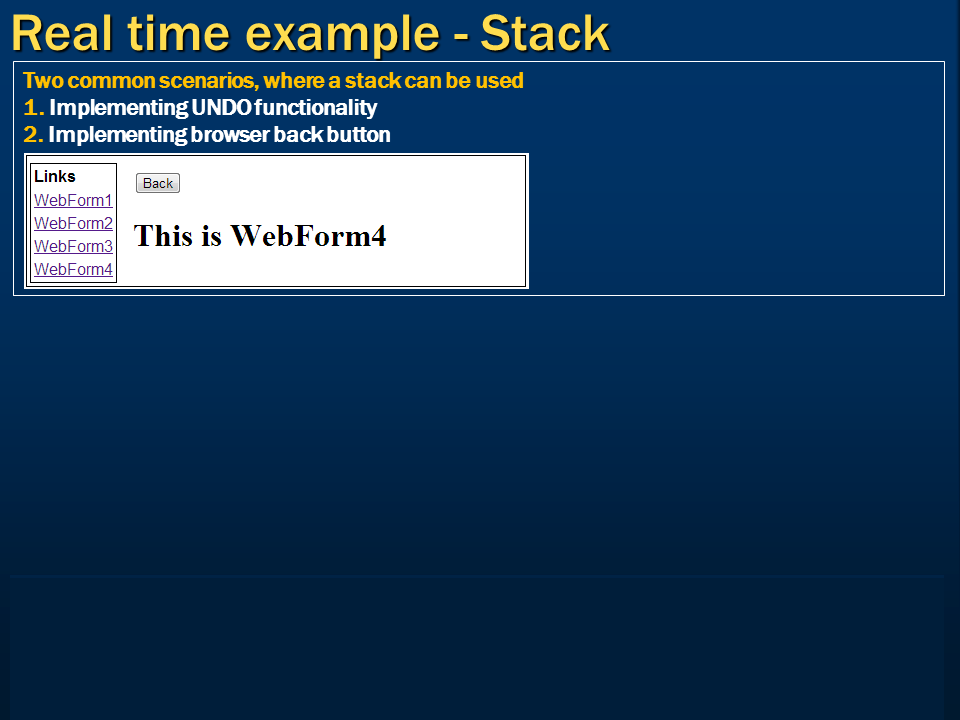 Real time example - Stack
Two common scenarios, where a stack can be used
1. Implementing UNDO functionality
2. Implementing browser back button
Links
WebForm1
WebForm2
WebForm3
WebForm4
Back
This is WebForm4